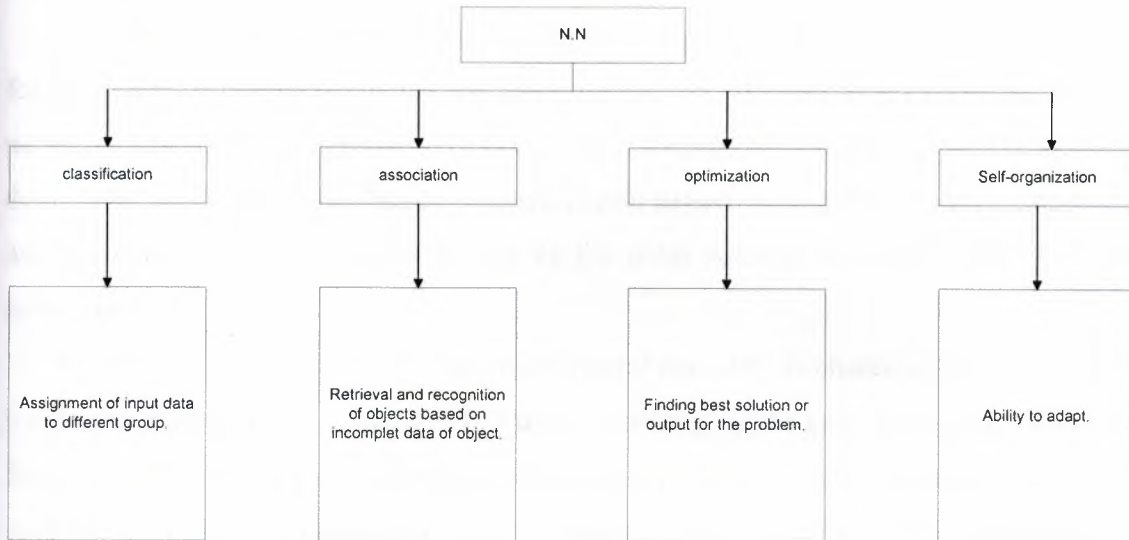 N.N
classification
association
optimization
Self-organization
Assignment of input data
to different group.
Retrieval and recognition
of objects based on
incomplet data of object.
Finding best solution or
output for the problem.
Ability to adapt.